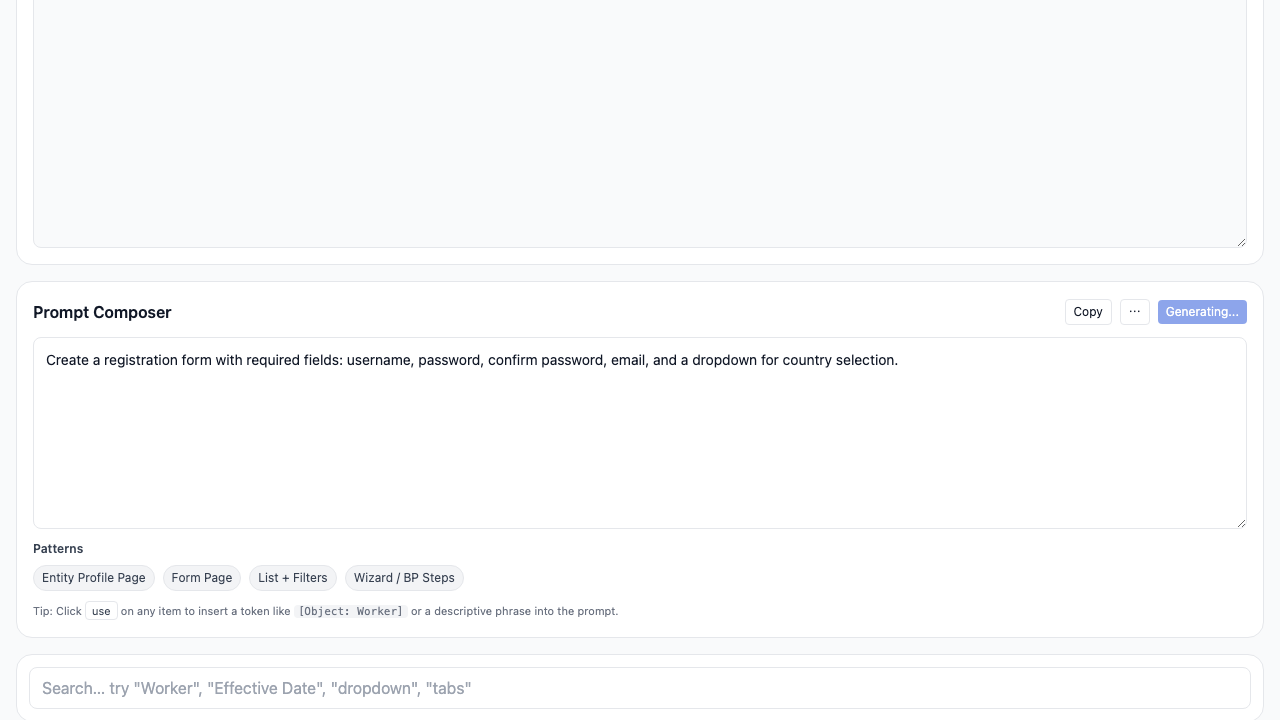 Prompt Composer
Copy
...
Generating...
Create a registration form with required fields: username, password, confirm password, email, and a dropdown for country selection.
Patterns
Entity Profile Page
Form Page
List + Filters
Wizard / BP Steps
Tip: Click use on any item to insert a token like [Object: Worker] or a descriptive phrase into the prompt.
Search... try "Worker", "Effective Date", "dropdown", "tabs"